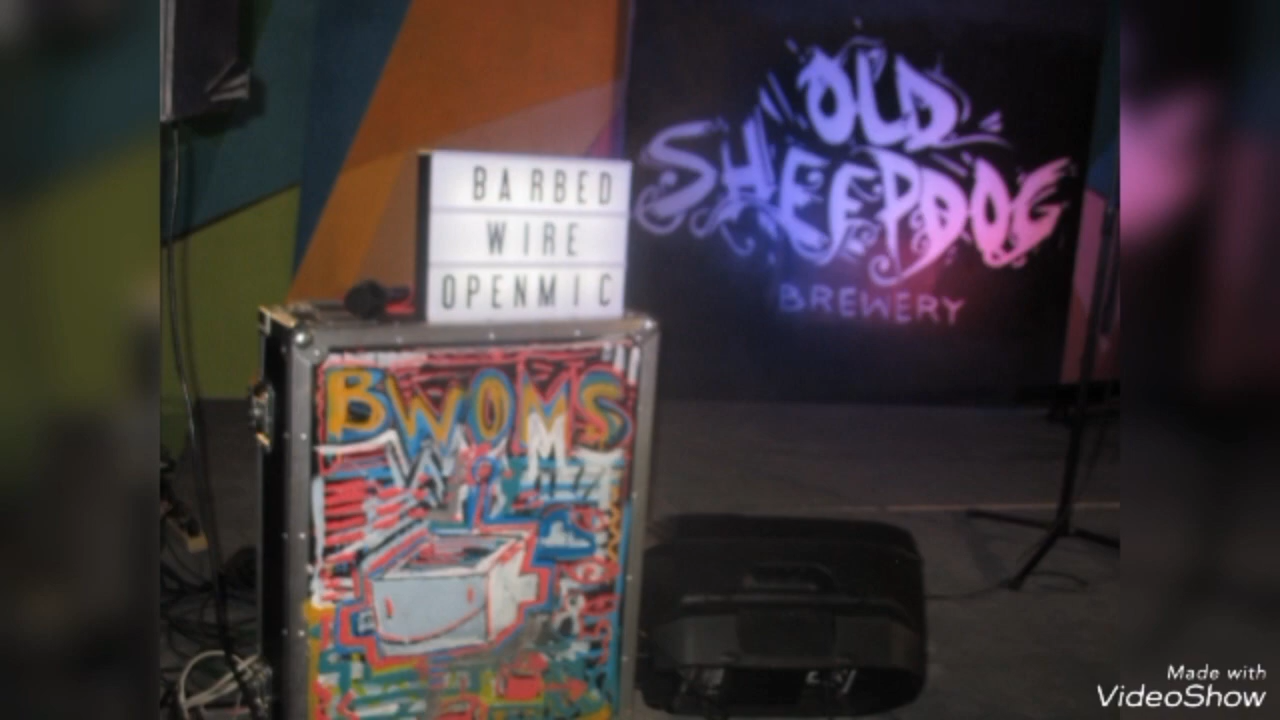 OLD
SHEEPDOG
BREWERY
BARBED
WIRE
OPENMIC
BWOMS
Made with
VideoShow